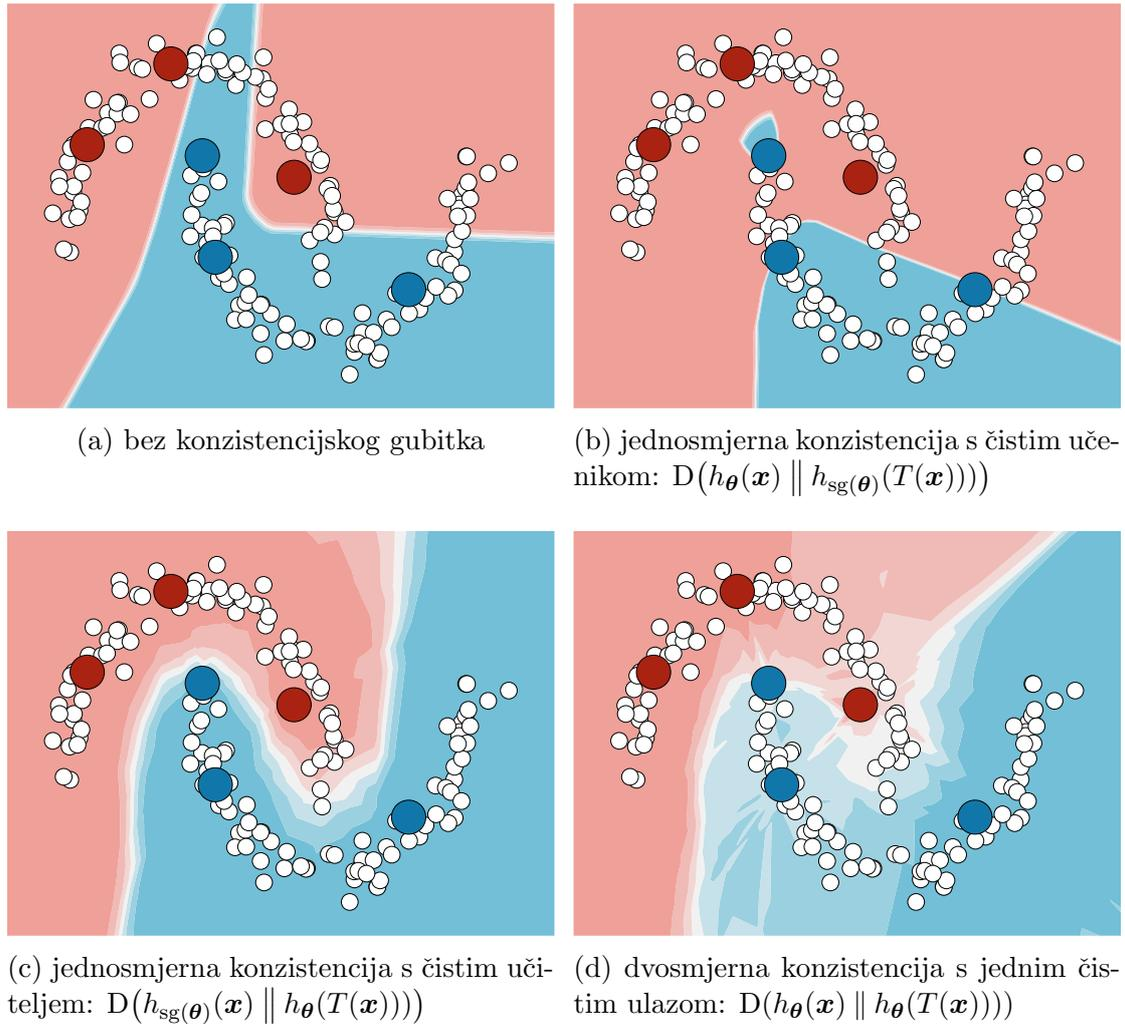 (a) bez konzistencijskog gubitka
(b) jednosmjerna konzistencija s čistim uče-
nikom: D(h_θ(x) ∥ h_sg(θ)(T(x))))
(c) jednosmjerna konzistencija s čistim uči-
teljem: D(h_sg(θ)(x) ∥ h_θ(T(x))))
(d) dvosmjerna konzistencija s jednim čis-
tim ulazom: D(h_θ(x) ∥ h_θ(T(x))))